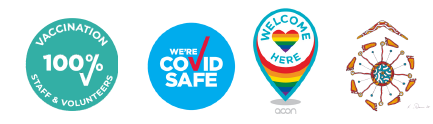 VACCINATION
100%
STAFF & VOLUNTEERS
WE'RE
COVID
SAFE
WELCOME
HERE
acon